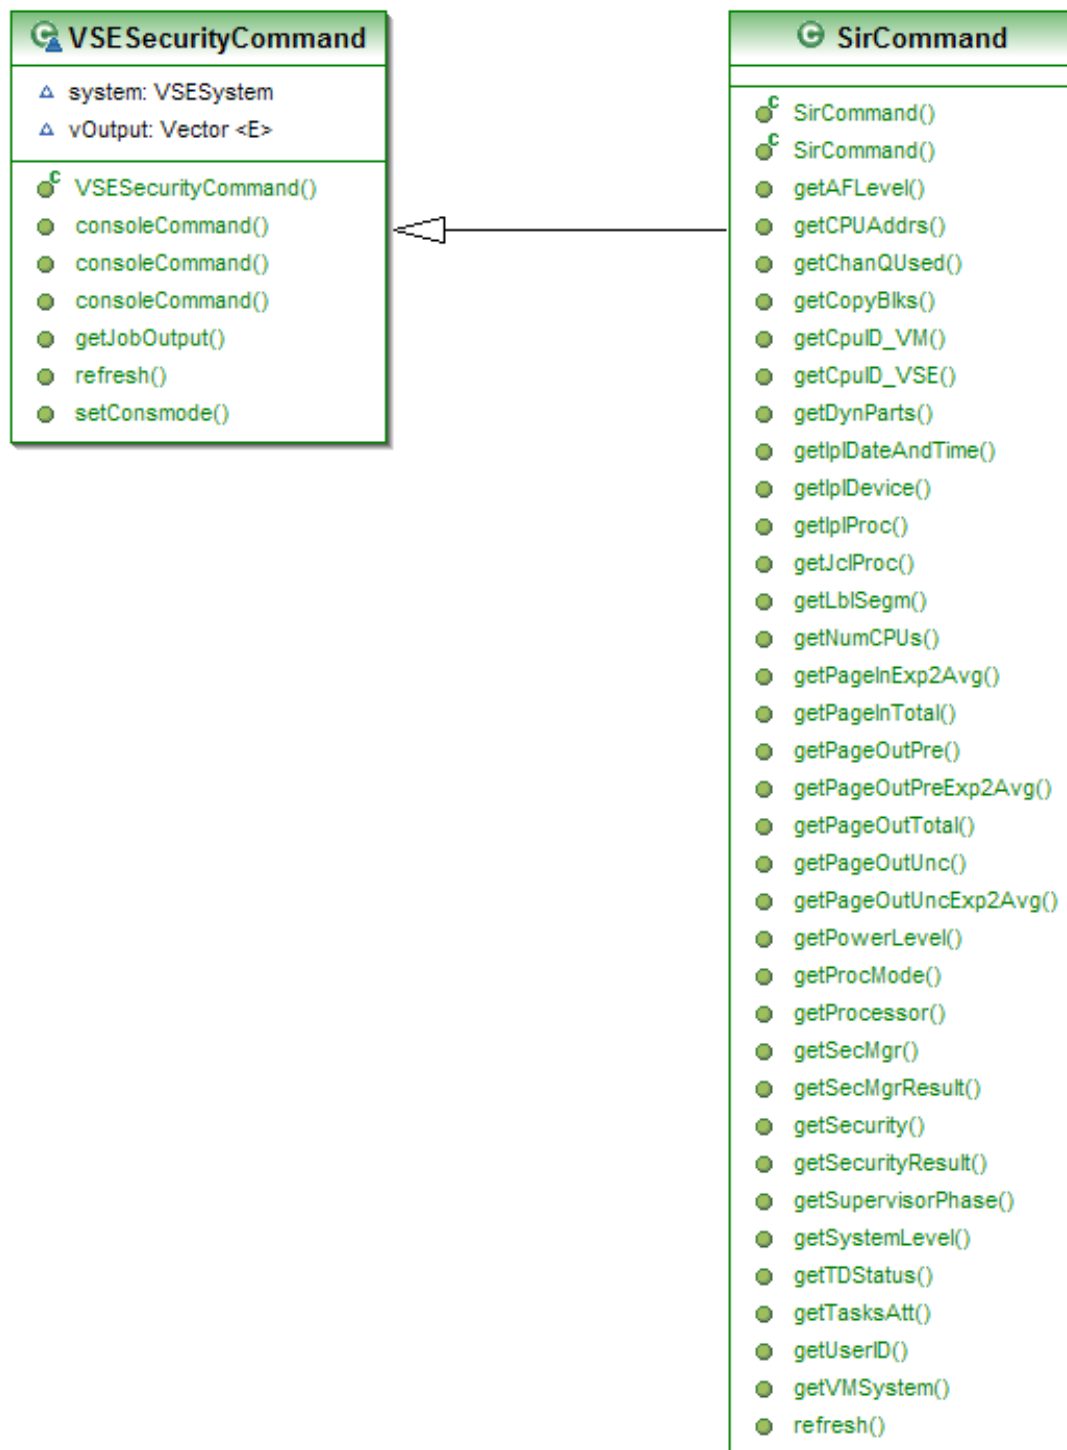 VSESecurityCommand
system: VSESystem
vOutput: Vector <E>
VSESecurityCommand()
consoleCommand()
consoleCommand()
consoleCommand()
getJobOutput()
refresh()
setConsmode()
SirCommand
SirCommand()
SirCommand()
getAFLevel()
getCPUAddrs()
getChanQUsed()
getCopyBlks()
getCpuID_VM()
getCpuID_VSE()
getDynParts()
getIplDateAndTime()
getIplDevice()
getIplProc()
getJclProc()
getLblSegm()
getNumCPUs()
getPageInExp2Avg()
getPageInTotal()
getPageOutPre()
getPageOutPreExp2Avg()
getPageOutTotal()
getPageOutUnc()
getPageOutUncExp2Avg()
getPowerLevel()
getProcMode()
getProcessor()
getSecMgr()
getSecMgrResult()
getSecurity()
getSecurityResult()
getSupervisorPhase()
getSystemLevel()
getTDStatus()
getTasksAtt()
getUserID()
getVMSystem()
refresh()